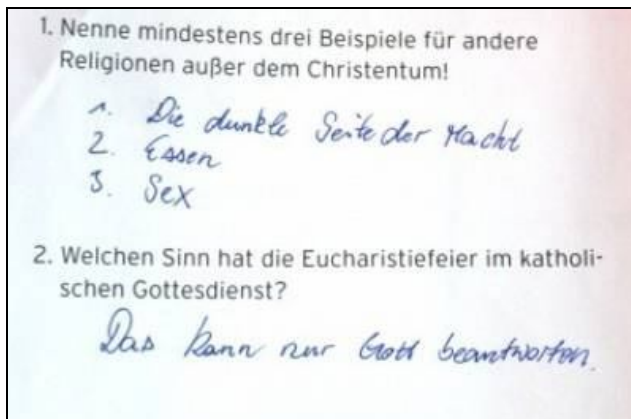 1. Nenne mindestens drei Beispiele für andere
Religionen außer dem Christentum!
1. Die dunkle Seite der Macht
2. Essen
3. Sex
2. Welchen Sinn hat die Eucharistiefeier im katholi-
schen Gottesdienst?
Das kann nur Gott beantworten.